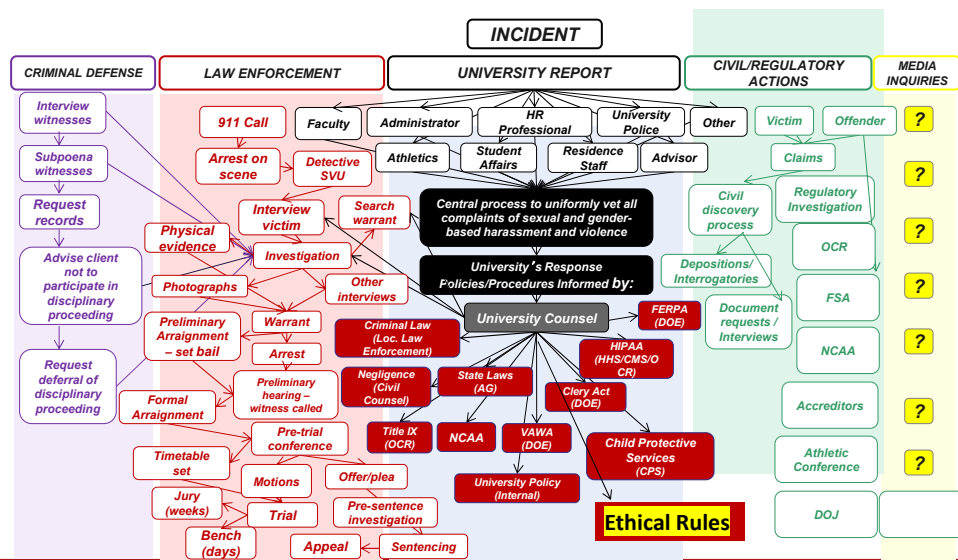 INCIDENT
CRIMINAL DEFENSE
LAW ENFORCEMENT
UNIVERSITY REPORT
CIVIL/REGULATORY
ACTIONS
MEDIA
INQUIRIES
Interview
witnesses
Subpoena
witnesses
Request
records
Advise client not
to participate in
disciplinary
proceeding
Request
deferral of
disciplinary
proceeding
911 Call
Arrest on
scene
Detective
SVU
Interview
victim
Search
warrant
Physical
evidence
Investigation
Photographs
Other
interviews
Warrant
Preliminary
Arraignment
– set bail
Arrest
Preliminary
hearing –
witness called
Formal
Arraignment
Pre-trial
conference
Timetable
set
Motions
Offer/plea
Jury
(weeks)
Trial
Pre-sentence
investigation
Bench
(days)
Appeal
Sentencing
Faculty
Administrator
HR
Professional
University
Police
Other
Athletics
Student
Affairs
Residence
Staff
Advisor
Central process to uniformly vet all
complaints of sexual and gender-
based harassment and violence
University's Response
Policies/Procedures Informed by:
University Counsel
FERPA
(DOE)
Criminal Law
(Loc. Law
Enforcement)
HIPAA
(HHS/CMS/O
CR)
Negligence
(Civil
Counsel)
State Laws
(AG)
Clery Act
(DOE)
Title IX
(OCR)
NCAA
VAWA
(DOE)
Child Protective
Services
(CPS)
University Policy
(Internal)
Ethical Rules
Victim
Offender
Claims
Civil
discovery
process
Regulatory
Investigation
OCR
Depositions/
Interrogatories
FSA
Document
requests /
Interviews
NCAA
Accreditors
Athletic
Conference
DOJ
?
?
?
?
?
?
?